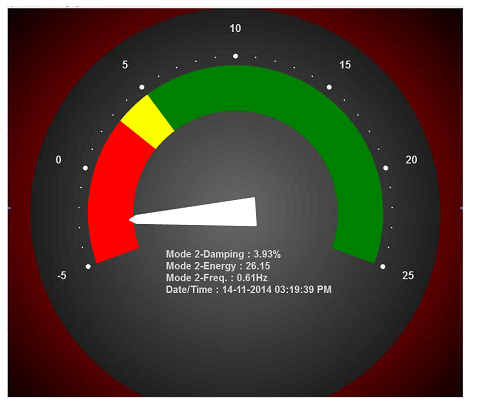 10
5
15
0
20
-5
25
Mode 2-Damping : 3.93%
Mode 2-Energy : 26.15
Mode 2-Freq. : 0.61Hz
Date/Time : 14-11-2014 03:19:39 PM